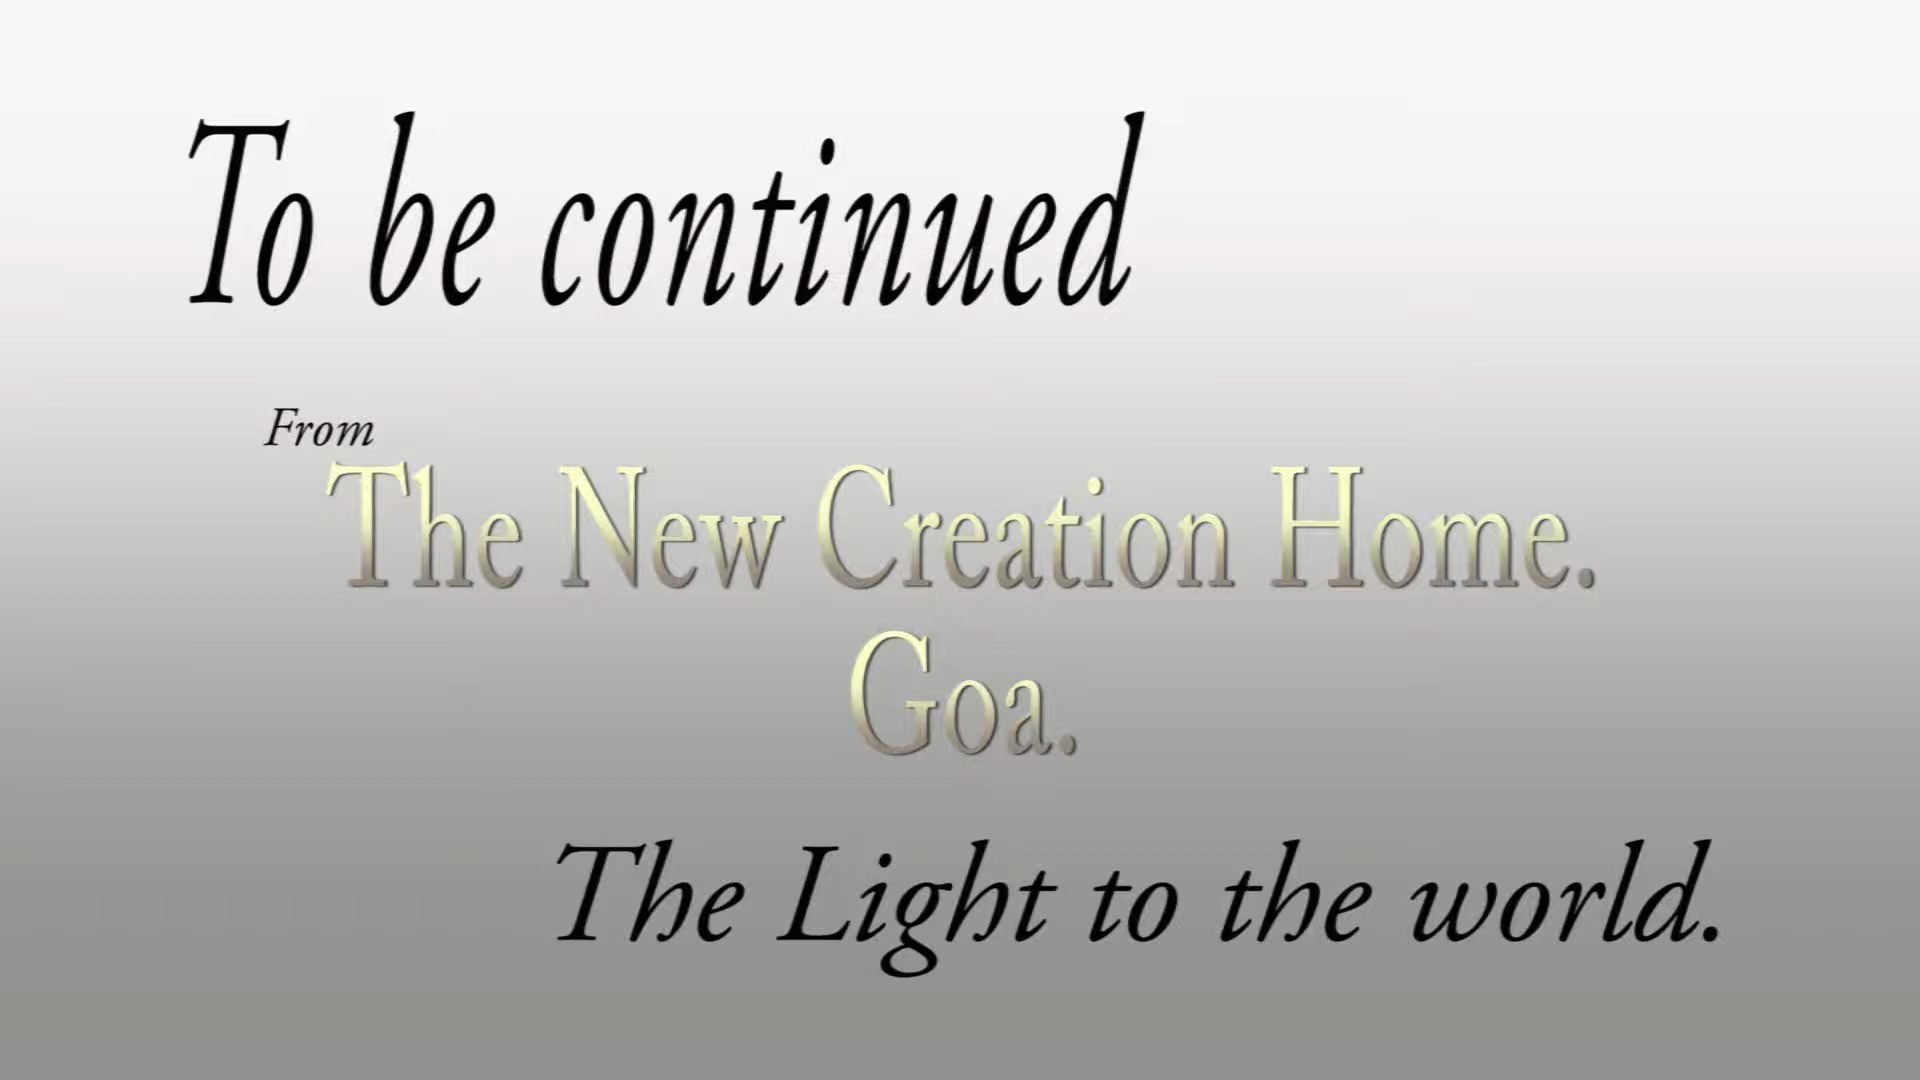 To be continued
From
The New Creation Home.
Goa.
The Light to the world.